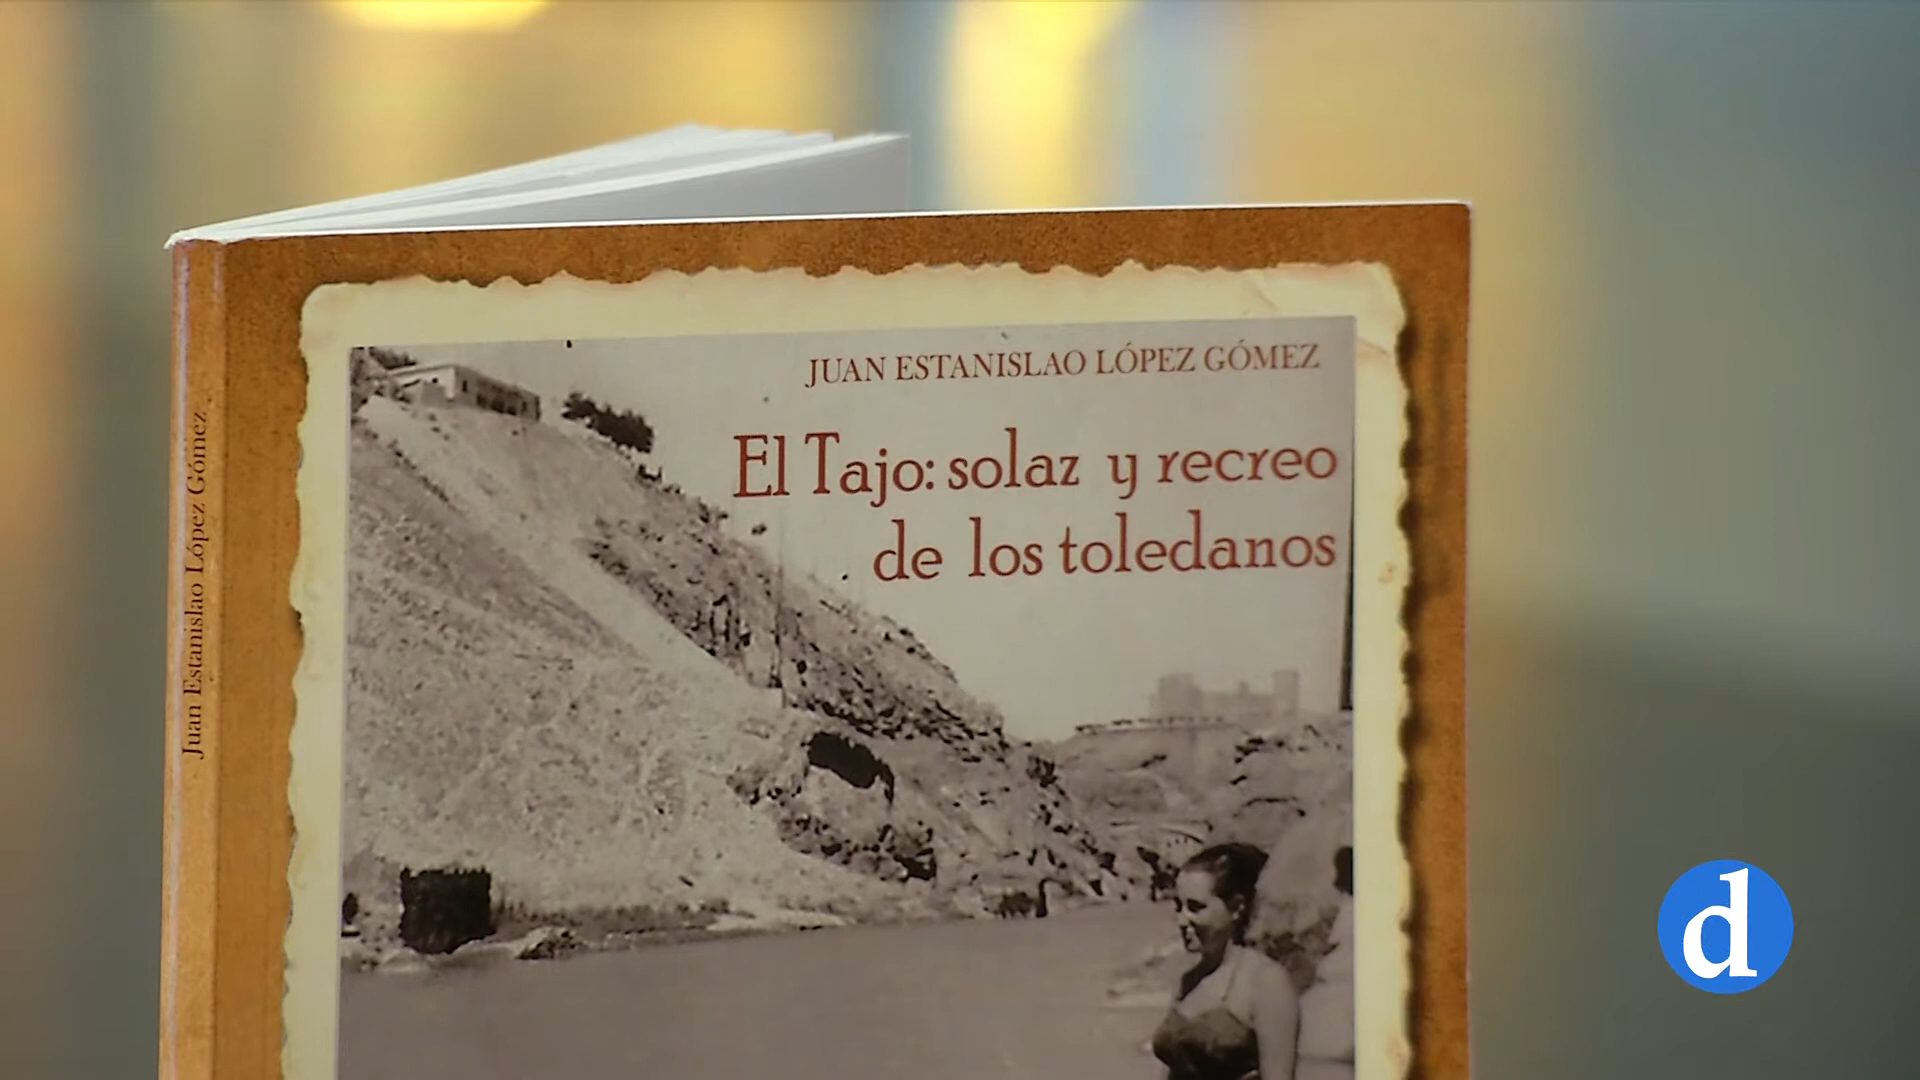 JUAN ESTANISLAO LÓPEZ GÓMEZ
El Tajo: solaz y recreo
de los toledanos
Juan Estanislao López Gómez
d